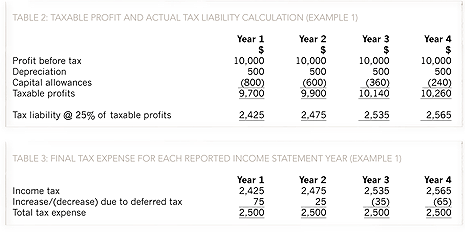 TABLE 2: TAXABLE PROFIT AND ACTUAL TAX LIABILITY CALCULATION (EXAMPLE 1)
Year 1 Year 2 Year 3 Year 4
$ $ $ $
Profit before tax 10,000 10,000 10,000 10,000
Depreciation 500 500 500 500
Capital allowances (800) (600) (360) (240)
Taxable profits 9,700 9,900 10,140 10,260
Tax liability @ 25% of taxable profits 2,425 2,475 2,535 2,565
TABLE 3: FINAL TAX EXPENSE FOR EACH REPORTED INCOME STATEMENT YEAR (EXAMPLE 1)
Year 1 Year 2 Year 3 Year 4
Income tax 2,425 2,475 2,535 2,565
Increase/(decrease) due to deferred tax 75 25 (35) (65)
Total tax expense 2,500 2,500 2,500 2,500